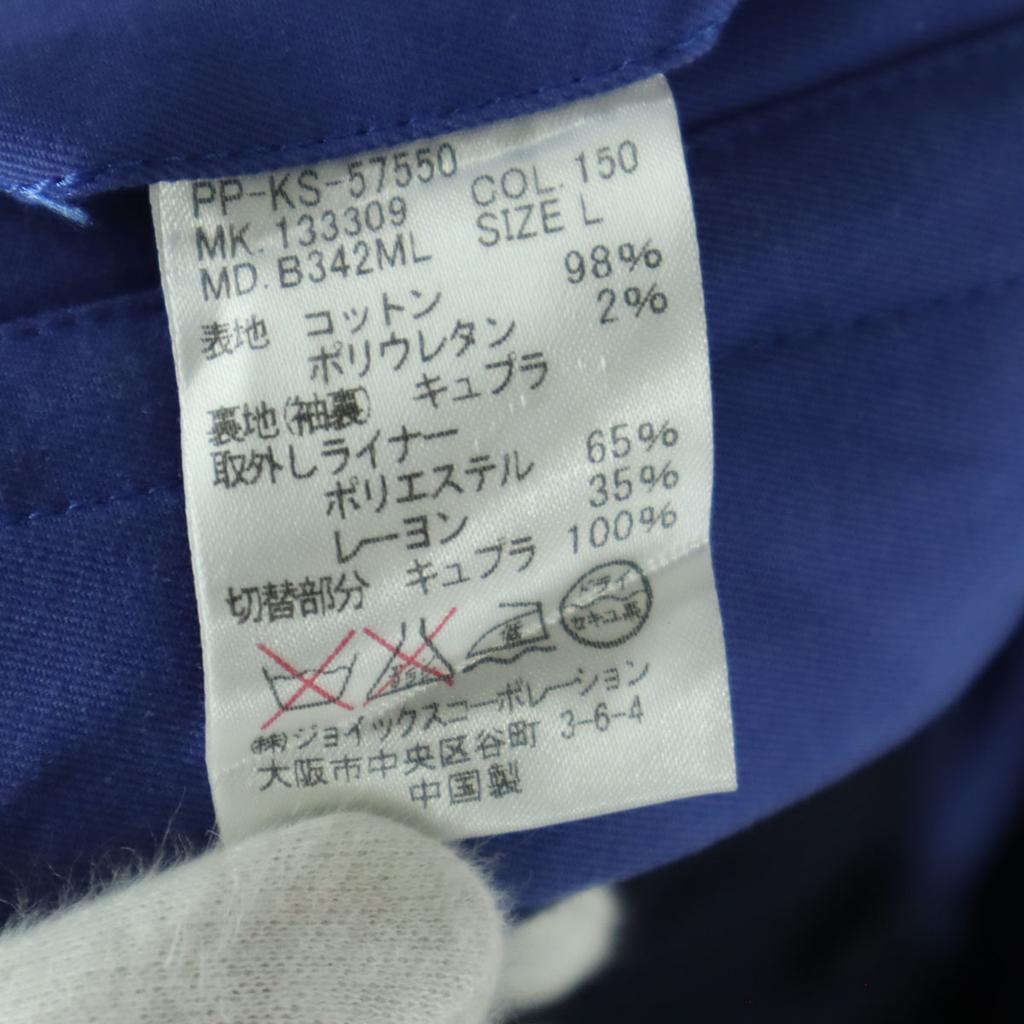 PP-KS-57550 COL. 150
MK. 133309 SIZE L
MD. B342ML
表地 コットン 98%
ポリウレタン 2%
裏地(袖裏) キュプラ
取外しライナー
ポリエステル 65%
レーヨン 35%
切替部分 キュプラ 100%
低 ドライ
セキユ系
(株)ジョイックスコーポレーション
大阪市中央区谷町 3-6-4
中国製